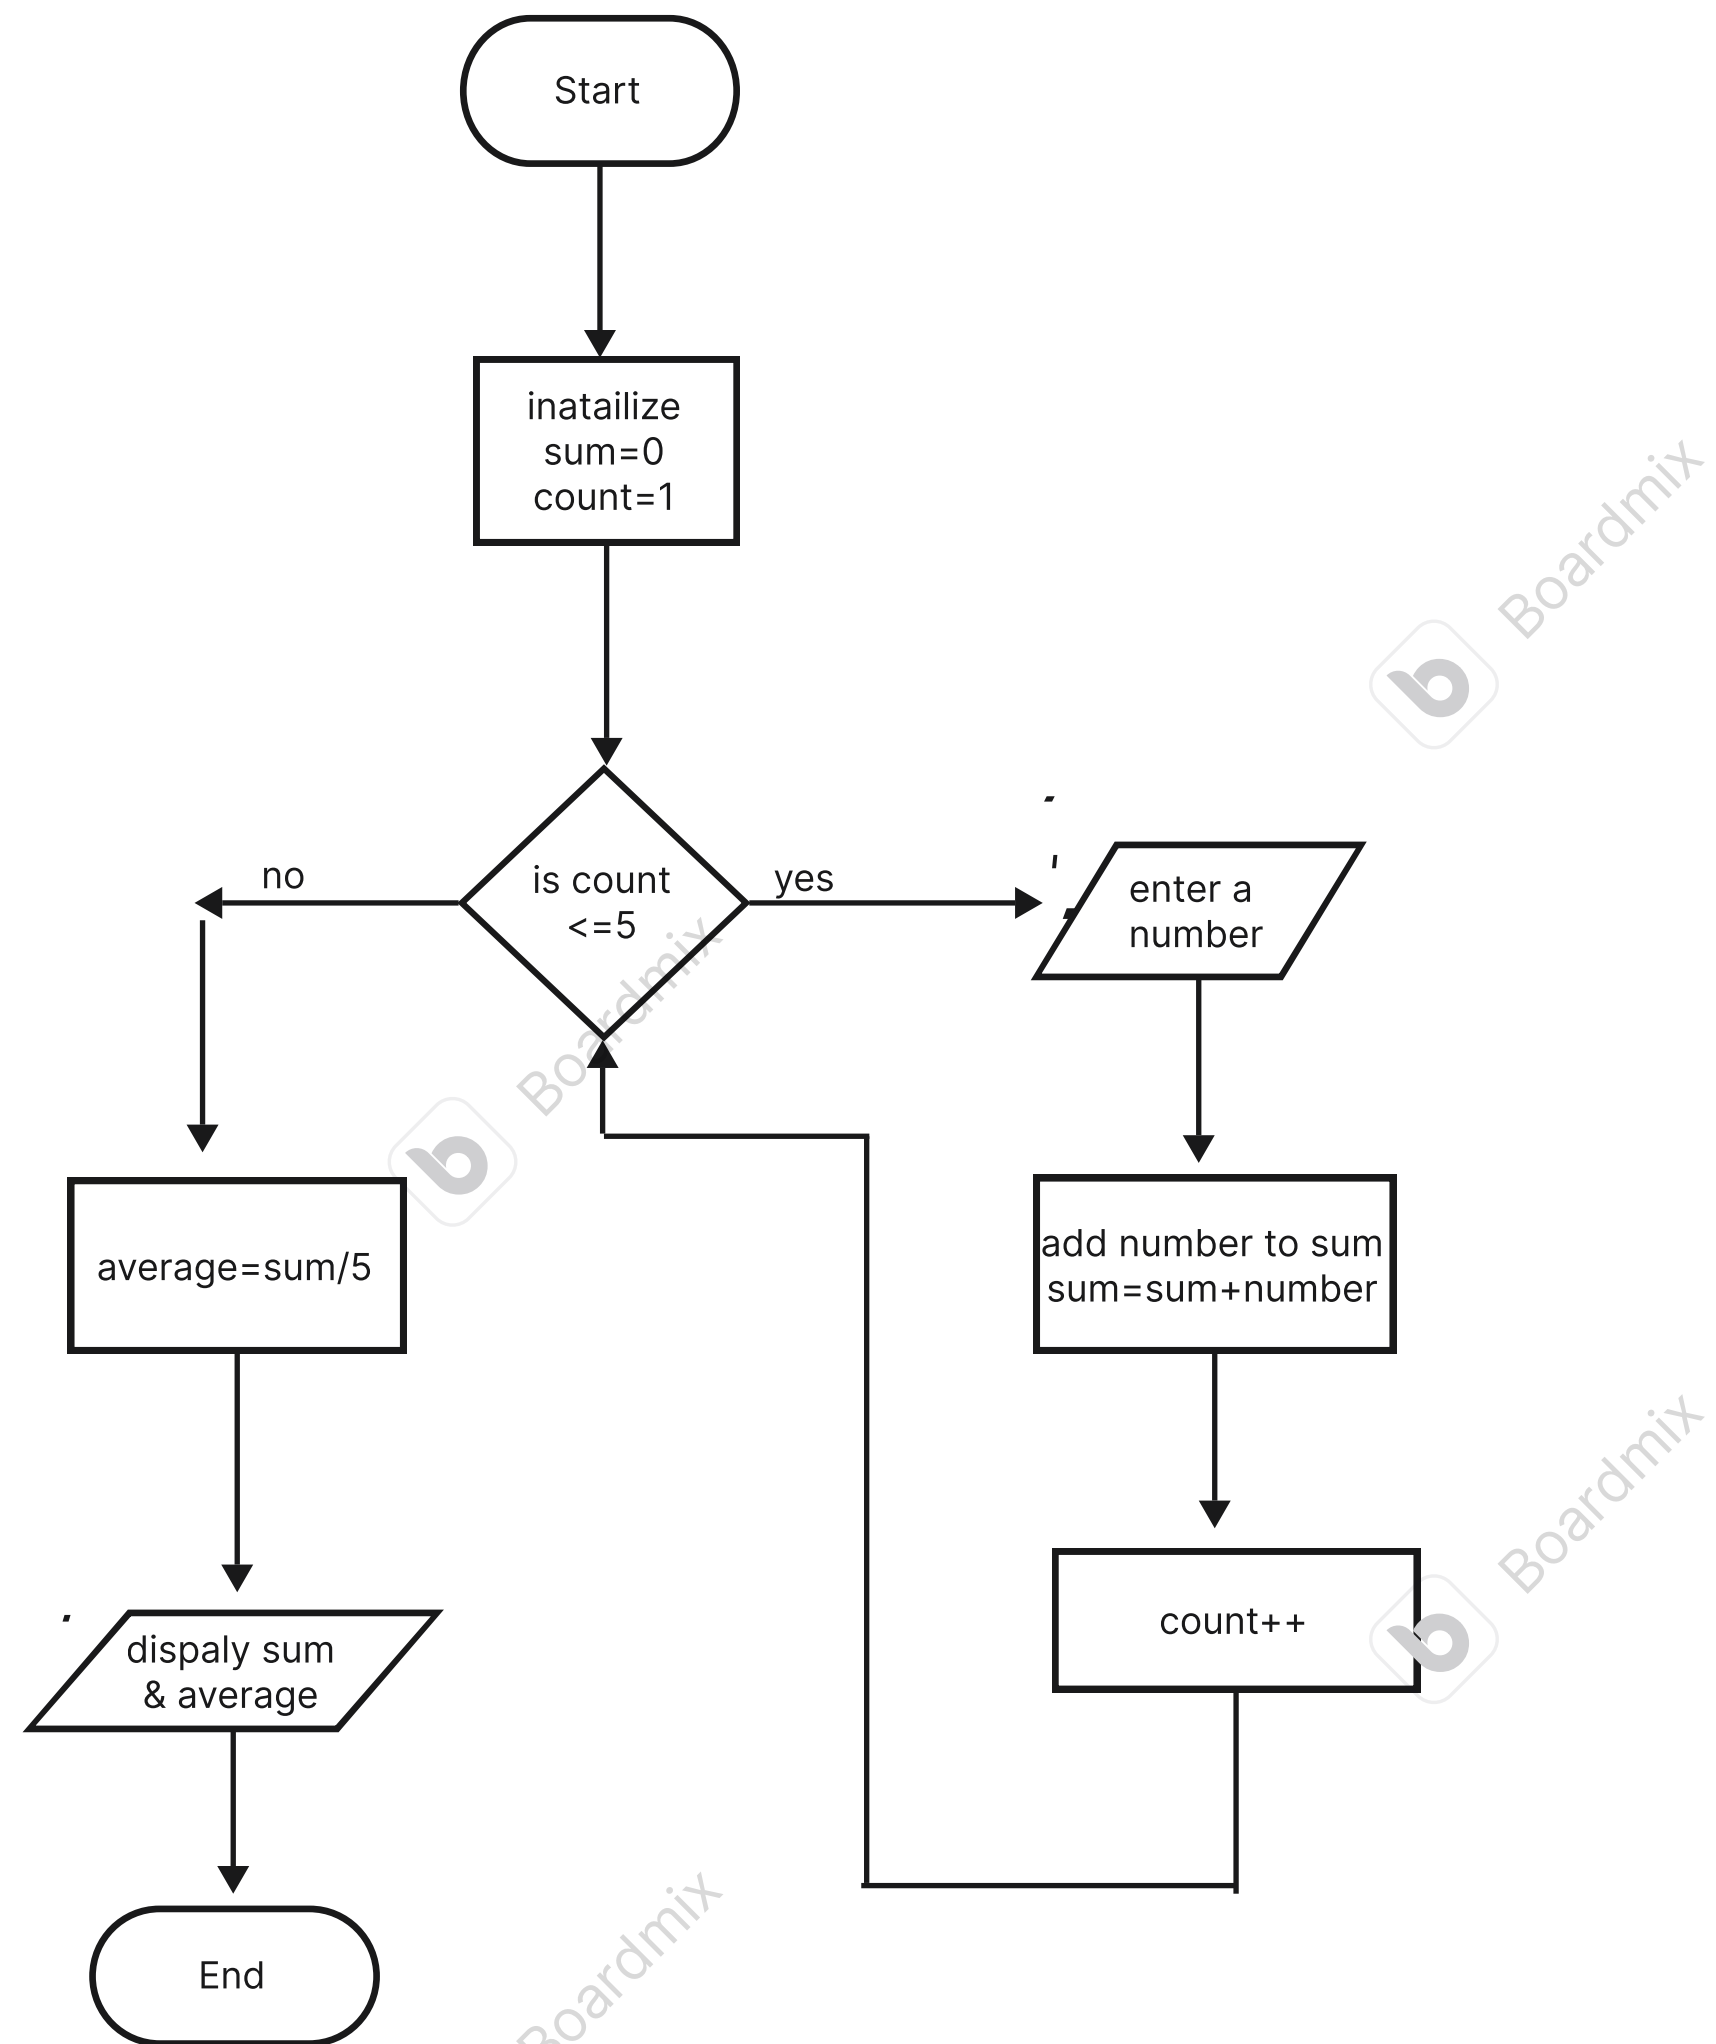 Start
inatailize
sum=0
count=1
is count
<=5
no
yes
enter a
number
add number to sum
sum=sum+number
count++
average=sum/5
dispaly sum
& average
End
Boardmix
Boardmix
Boardmix
Boardmix